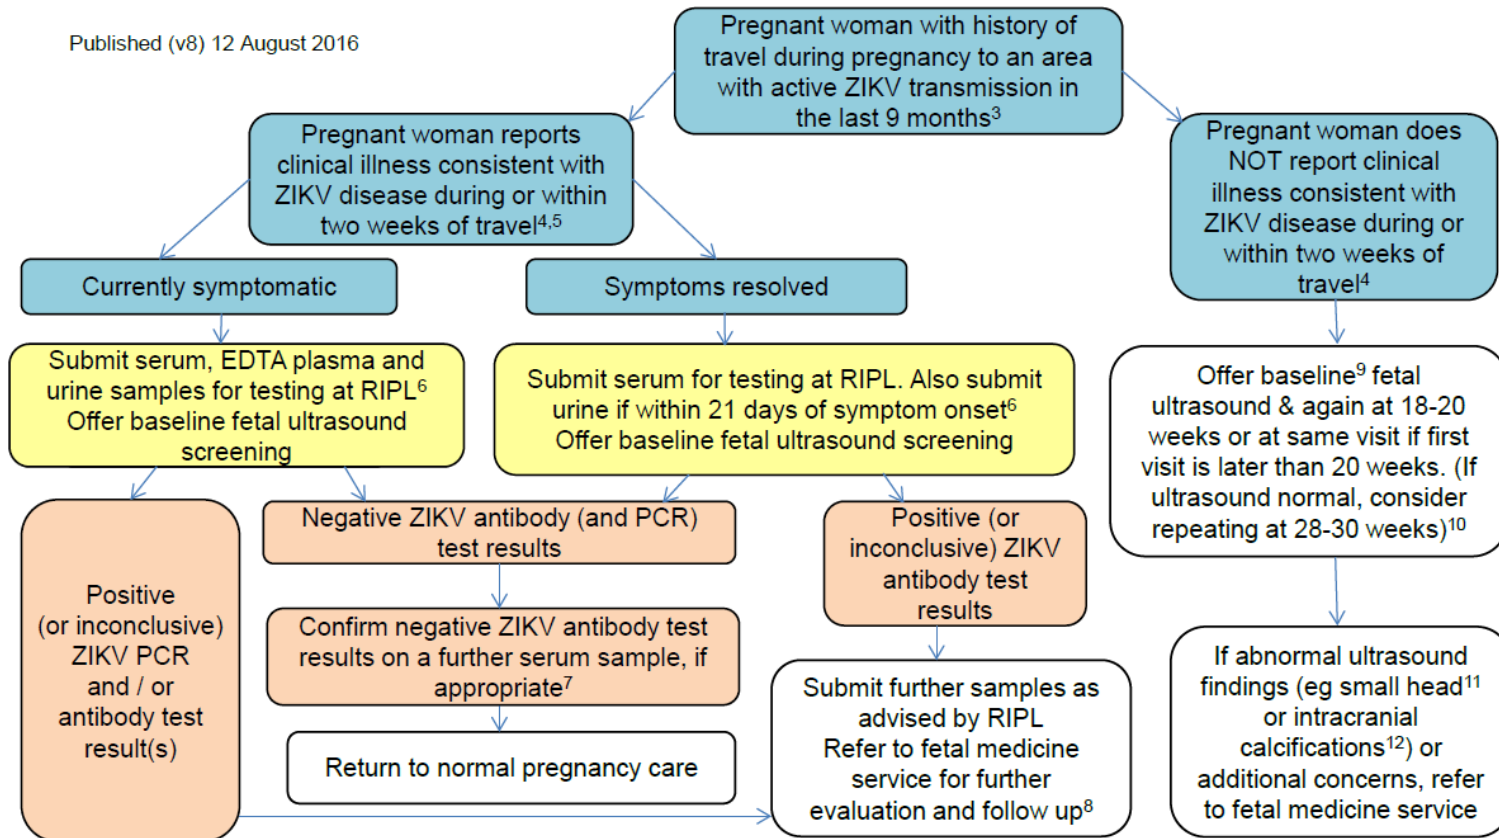 Published (v8) 12 August 2016
Pregnant woman with history of
travel during pregnancy to an area
with active ZIKV transmission in
the last 9 months³
Pregnant woman reports
clinical illness consistent with
ZIKV disease during or within
two weeks of travel⁴,⁵
Pregnant woman does
NOT report clinical
illness consistent with
ZIKV disease during or
within two weeks of
travel⁴
Currently symptomatic
Symptoms resolved
Submit serum, EDTA plasma and
urine samples for testing at RIPL⁶
Offer baseline fetal ultrasound
screening
Submit serum for testing at RIPL. Also submit
urine if within 21 days of symptom onset⁶
Offer baseline fetal ultrasound screening
Offer baseline⁹ fetal
ultrasound & again at 18-20
weeks or at same visit if first
visit is later than 20 weeks. (If
ultrasound normal, consider
repeating at 28-30 weeks)¹⁰
Positive
(or inconclusive)
ZIKV PCR
and / or
antibody test
result(s)
Negative ZIKV antibody (and PCR)
test results
Positive (or
inconclusive) ZIKV
antibody test
results
Confirm negative ZIKV antibody test
results on a further serum sample, if
appropriate⁷
Return to normal pregnancy care
Submit further samples as
advised by RIPL
Refer to fetal medicine
service for further
evaluation and follow up⁸
If abnormal ultrasound
findings (eg small head¹¹
or intracranial
calcifications¹²) or
additional concerns, refer
to fetal medicine service